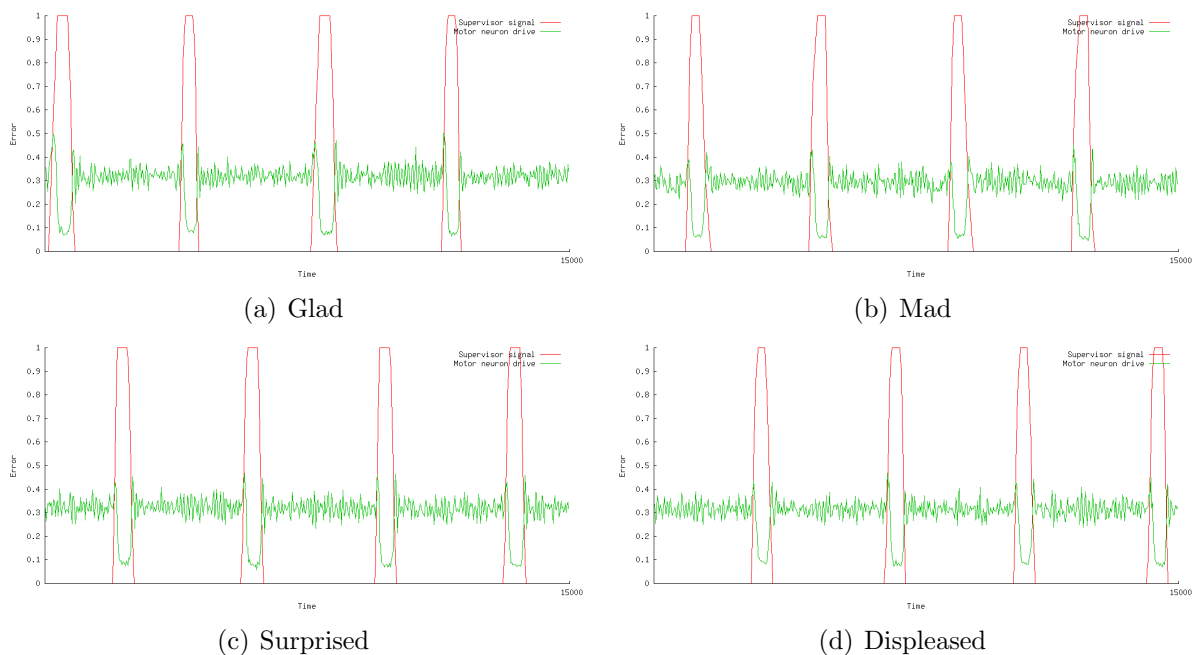 1
0.9
0.8
0.7
0.6
0.5
0.4
0.3
0.2
0.1
0
Error
Supervisor signal
Motor neuron drive
15000
Time
(a) Glad
1
0.9
0.8
0.7
0.6
0.5
0.4
0.3
0.2
0.1
0
Error
Supervisor signal
Motor neuron drive
15000
Time
(b) Mad
1
0.9
0.8
0.7
0.6
0.5
0.4
0.3
0.2
0.1
0
Error
Supervisor signal
Motor neuron drive
15000
Time
(c) Surprised
1
0.9
0.8
0.7
0.6
0.5
0.4
0.3
0.2
0.1
0
Error
Supervisor signal
Motor neuron drive
15000
Time
(d) Displeased